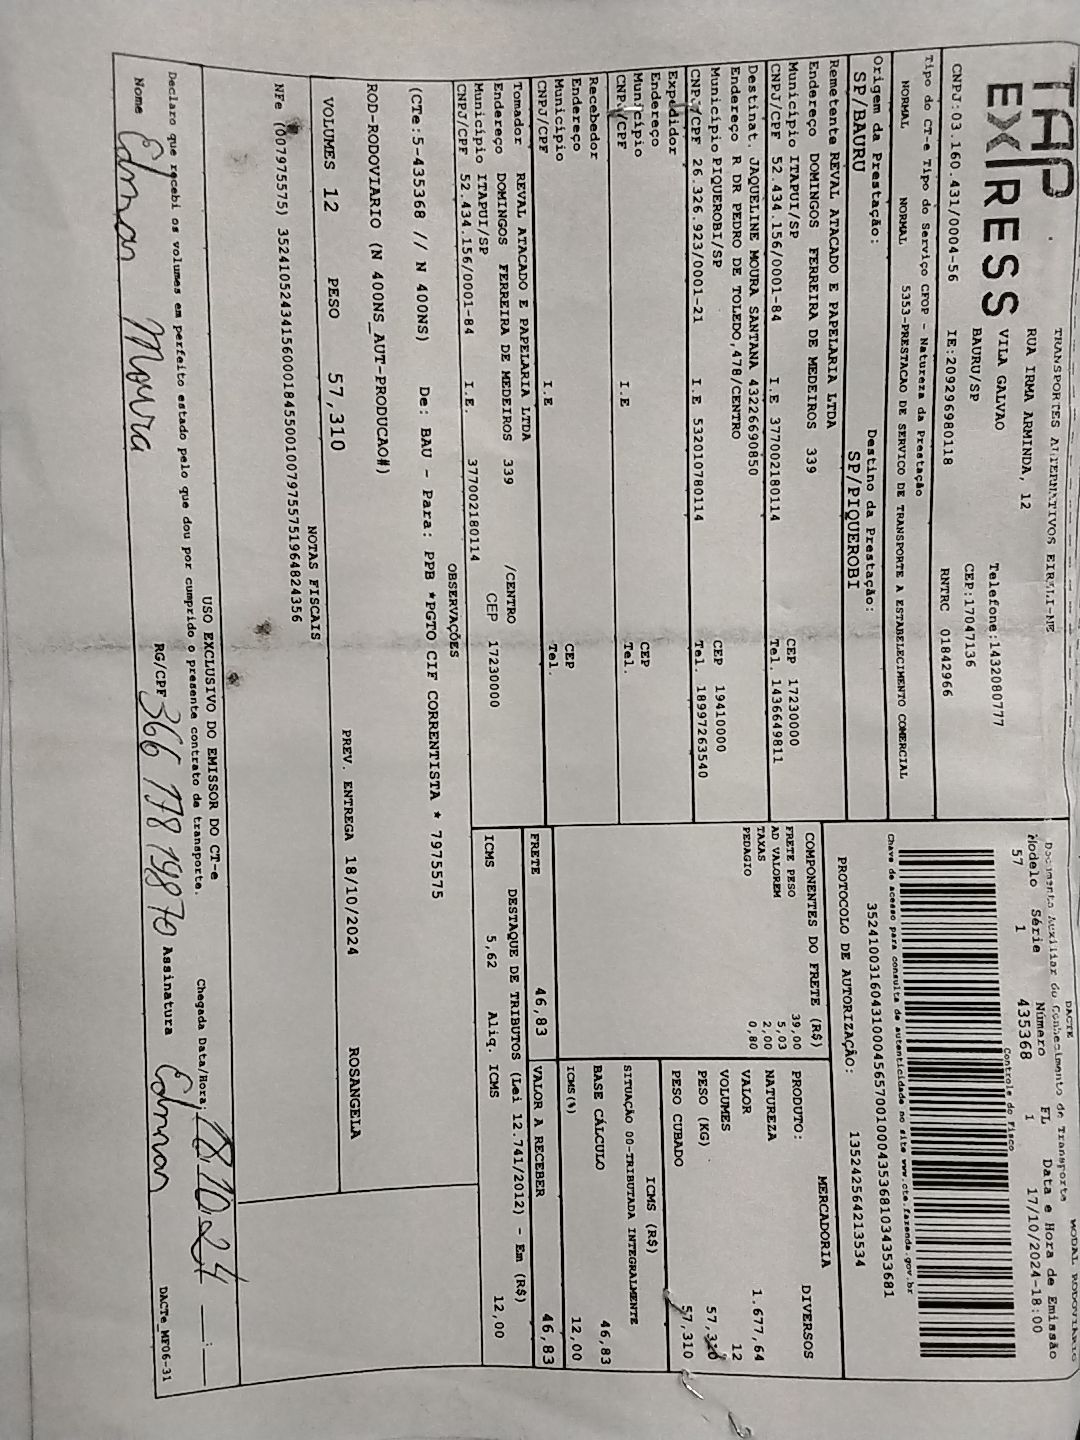 TAP EXPRESS
TRANSPORTES ALTERNATIVOS EIRELI-ME
RUA IRMA ARMINDA, 12
VILA GALVAO
BAURU/SP
Telefone:1432080777
CEP:17047136
CNPJ:03.160.431/0004-56 IE:209296980118 RNTRC 01842966
DACTE MODAL RODOVIÁRIO
Documento Auxiliar do Conhecimento de Transporte
Modelo Série Número FL Data e Hora de Emissão
57 1 435368 1 17/10/2024-18:00
Controle do Fisco
Chave de acesso para consulta de autenticidade no site www.cte.fazenda.gov.br
35241003160431000456570010004353681034353681
PROTOCOLO DE AUTORIZAÇÃO: 135242564213534
Tipo do CT-e Tipo do Serviço CFOP - Natureza da Prestação
NORMAL NORMAL 5353-PRESTACAO DE SERVICO DE TRANSPORTE A ESTABELECIMENTO COMERCIAL
Origem da Prestação: Destino da Prestação:
SP/BAURU SP/PIQUEROBI
Remetente REVAL ATACADO E PAPELARIA LTDA
Endereço DOMINGOS FERREIRA DE MEDEIROS 339
Município ITAPUI/SP CEP 17230000
CNPJ/CPF 52.434.156/0001-84 I.E 377002180114 Tel. 1436649811
Destinat. JAQUELINE MOURA SANTANA 43226690850
Endereço R DR PEDRO DE TOLEDO,478/CENTRO
Município PIQUEROBI/SP CEP 19410000
CNPJ/CPF 26.326.923/0001-21 I.E 532010780114 Tel. 18997263540
Expedidor
Endereço
Município CEP
CNPJ/CPF I.E Tel.
Recebedor
Endereço
Município CEP
CNPJ/CPF I.E Tel.
Tomador REVAL ATACADO E PAPELARIA LTDA
Endereço DOMINGOS FERREIRA DE MEDEIROS 339 /CENTRO
Município ITAPUI/SP CEP 17230000
CNPJ/CPF 52.434.156/0001-84 I.E. 377002180114
COMPONENTES DO FRETE (R$)
FRETE PESO 39,00
AD VALOREM 5,03
TAXAS 2,00
PEDAGIO 0,80
FRETE 46,83
MERCADORIA
PRODUTO: DIVERSOS
NATUREZA
VALOR 1.677,64
VOLUMES 12
PESO (KG) 57,310
PESO CUBADO 57,310
ICMS (R$)
SITUAÇÃO 00-TRIBUTADA INTEGRALMENTE
BASE CÁLCULO 46,83
ICMS(%) 12,00
VALOR A RECEBER 46,83
DESTAQUE DE TRIBUTOS (Lei 12.741/2012) - Em (R$)
ICMS 5,62 Aliq. ICMS 12,00
OBSERVAÇÕES
(CTe:5-435368 // N 400NS) De: BAU - Para: PPB *PGTO CIF CORRENTISTA * 7975575
ROD-RODOVIARIO (N 400NS_AUT-PRODUCAO#)
VOLUMES 12 PESO 57,310 PREV. ENTREGA 18/10/2024 ROSANGELA
NOTAS FISCAIS
NFe (007975575) 35241052434156000184550010079755751964824356
USO EXCLUSIVO DO EMISSOR DO CT-e
Declaro que recebi os volumes em perfeito estado pelo que dou por cumprido o presente contrato de transporte. Chegada Data/Hora: 18 10 24 __:__
Nome Edmar Moura RG/CPF 366 178 198 70 Assinatura Edmar
DACTe_MF06-31